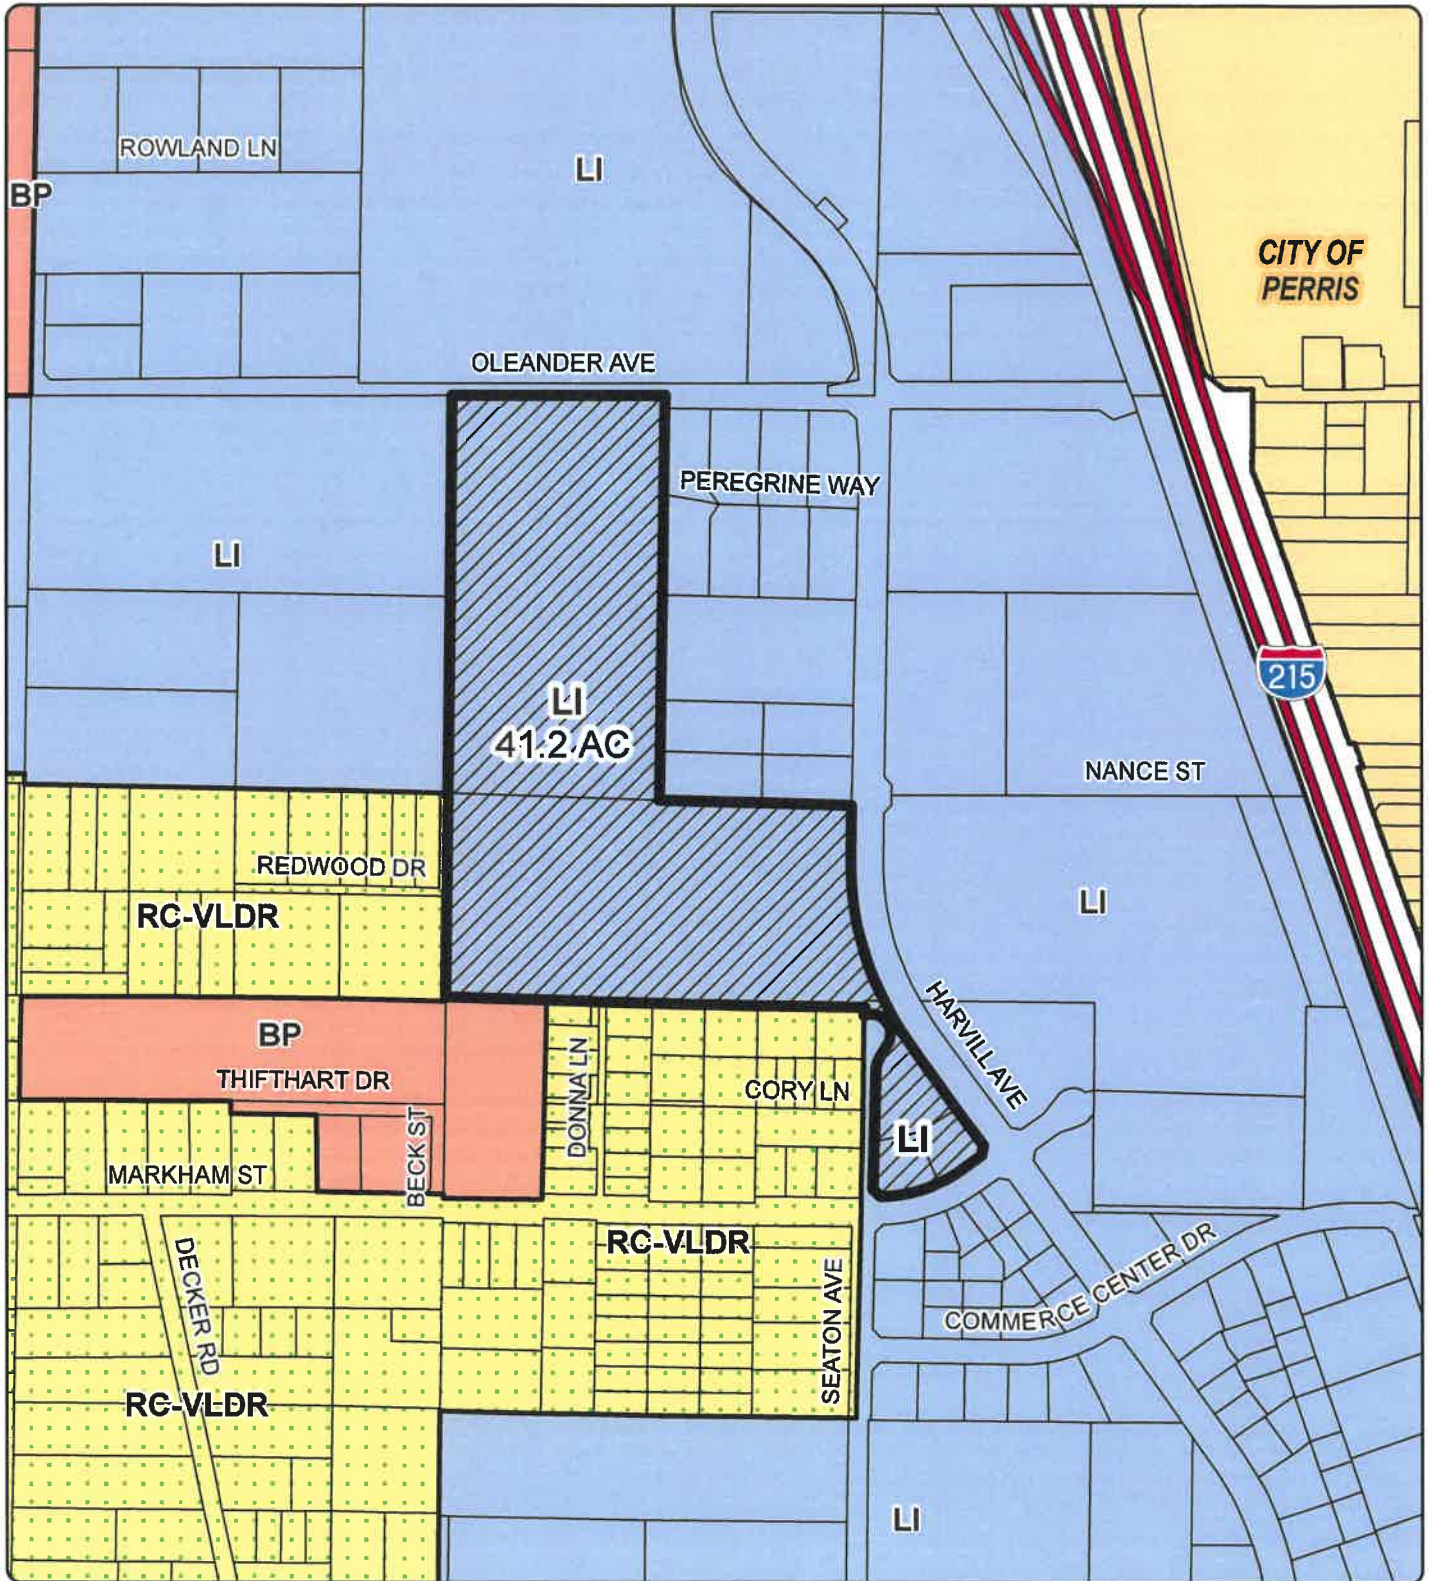 ROWLAND LN
LI
BP
CITY OF
PERRIS
OLEANDER AVE
PEREGRINE WAY
LI
215
LI
41.2 AC
NANCE ST
REDWOOD DR
LI
RC-VLDR
HARVILL AVE
BP
THIFTHART DR
DONNA LN
CORY LN
BECK ST
LI
MARKHAM ST
RC-VLDR
DECKER RD
SEATON AVE
COMMERCE CENTER DR
RC-VLDR
LI